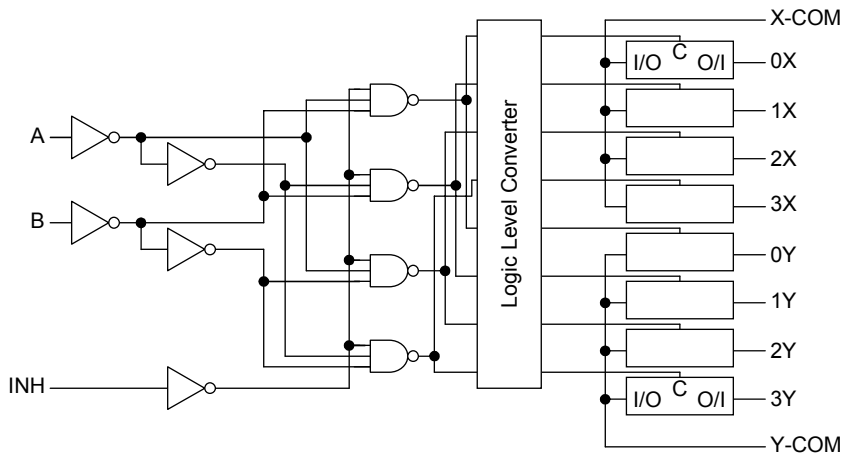 X-COM
I/O C O/I 0X
1X
A
2X
3X
B
0Y
1Y
2Y
INH
I/O C O/I 3Y
Y-COM
Logic Level Converter